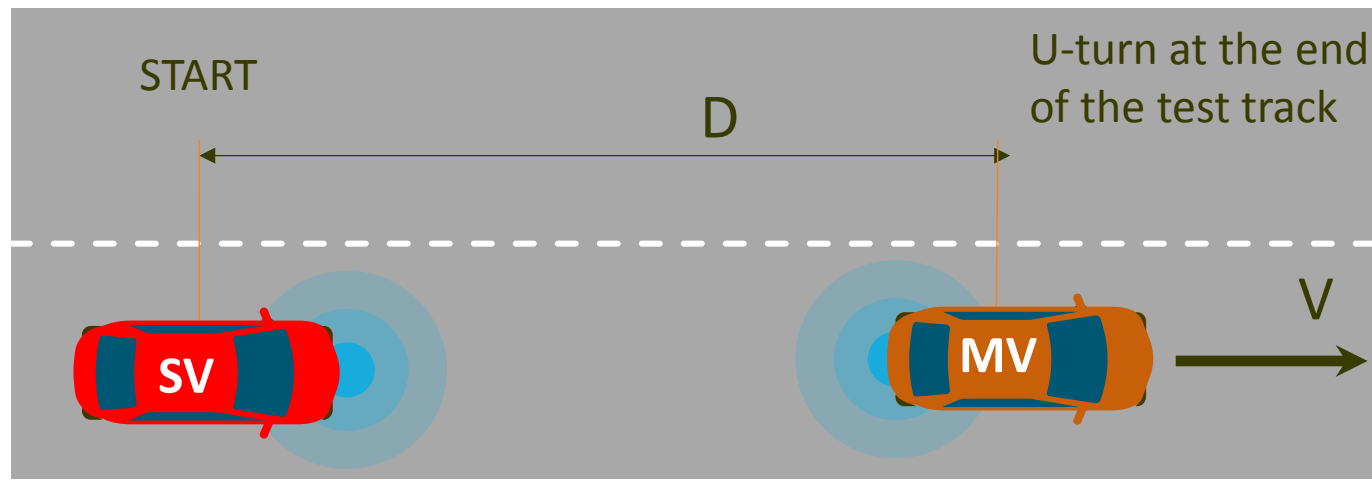 START
U-turn at the end
of the test track
D
V
SV
MV